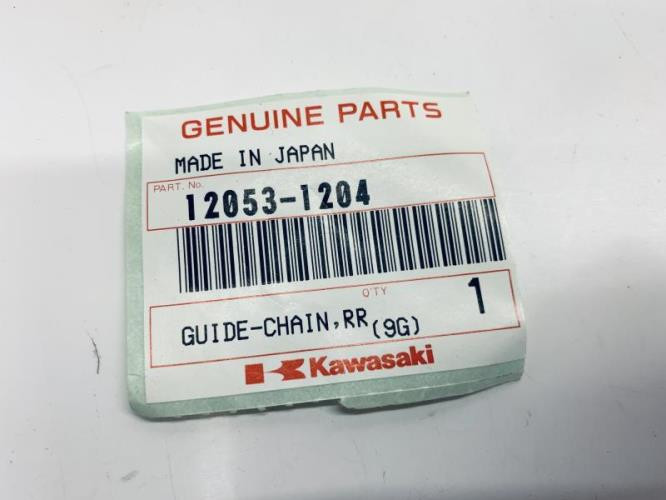 GENUINE PARTS
MADE IN JAPAN
PART. No.
12053-1204
Q'TY
1
GUIDE-CHAIN,RR(9G)
Kawasaki